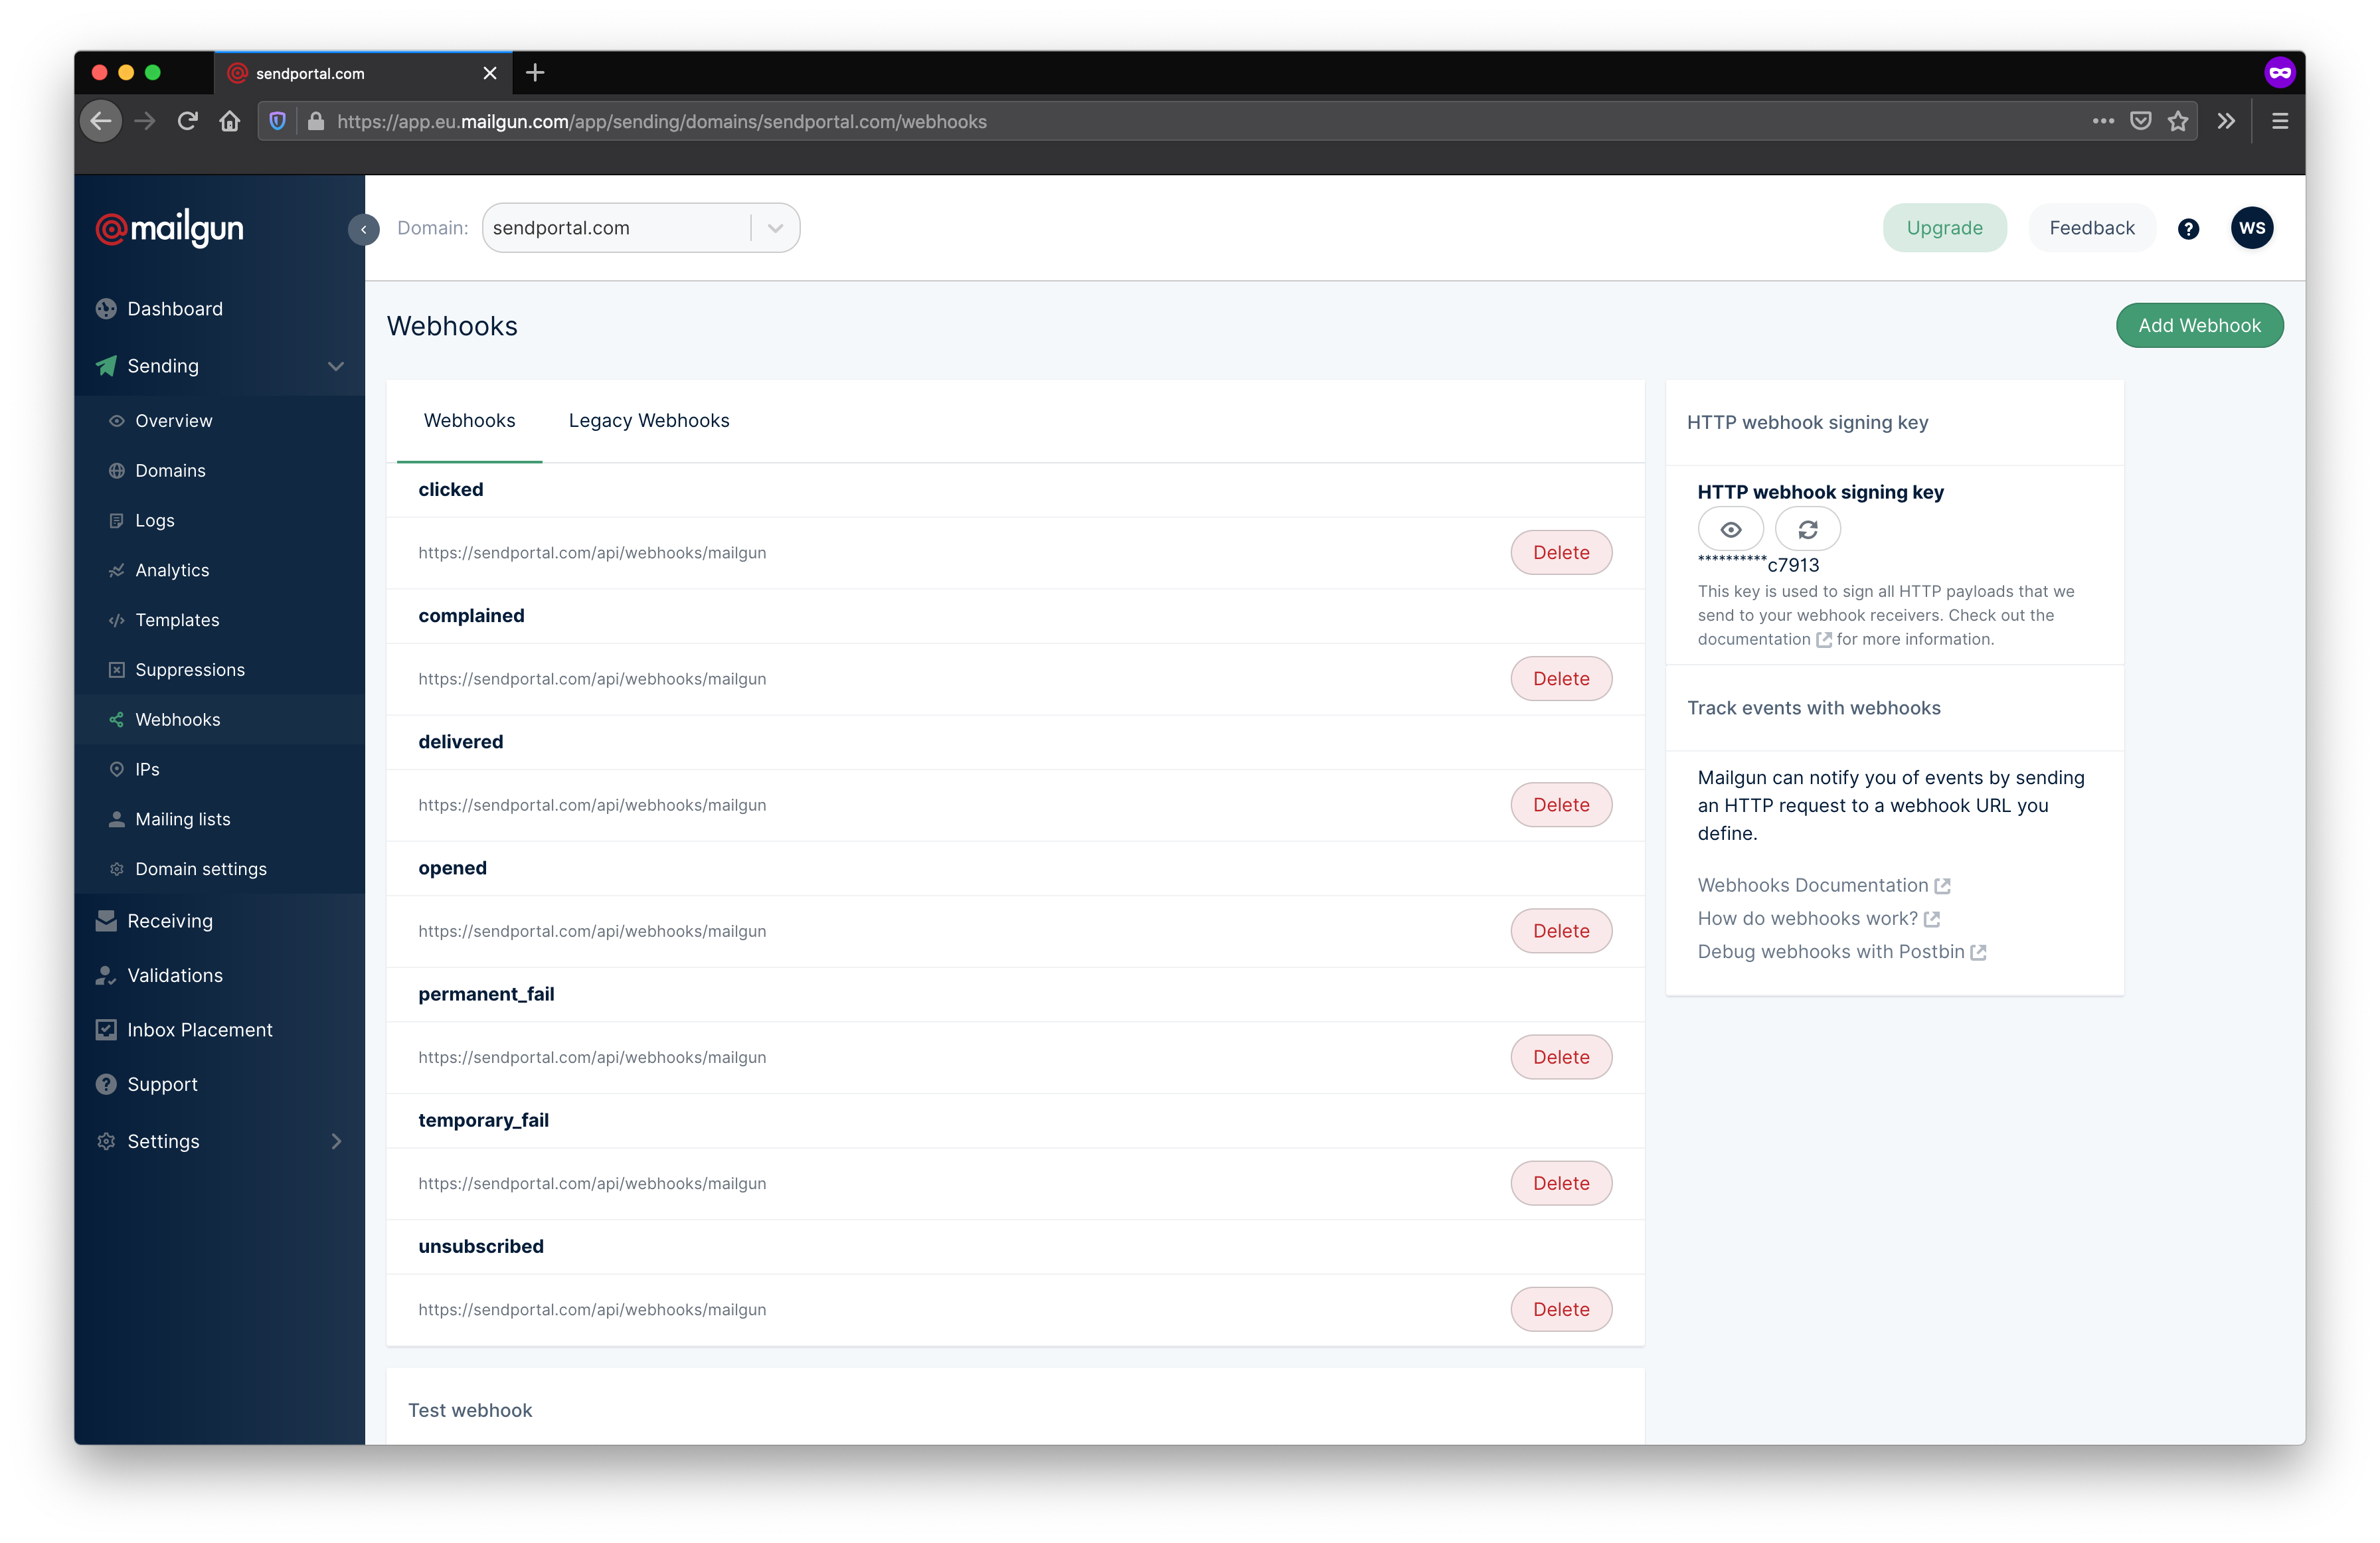 sendportal.com
https://app.eu.mailgun.com/app/sending/domains/sendportal.com/webhooks
mailgun
Domain: sendportal.com
Upgrade
Feedback
?
WS
Dashboard
Sending
Overview
Domains
Logs
Analytics
Templates
Suppressions
Webhooks
IPs
Mailing lists
Domain settings
Receiving
Validations
Inbox Placement
Support
Settings
Webhooks
Add Webhook
Webhooks
Legacy Webhooks
clicked
https://sendportal.com/api/webhooks/mailgun
Delete
complained
https://sendportal.com/api/webhooks/mailgun
Delete
delivered
https://sendportal.com/api/webhooks/mailgun
Delete
opened
https://sendportal.com/api/webhooks/mailgun
Delete
permanent_fail
https://sendportal.com/api/webhooks/mailgun
Delete
temporary_fail
https://sendportal.com/api/webhooks/mailgun
Delete
unsubscribed
https://sendportal.com/api/webhooks/mailgun
Delete
Test webhook
HTTP webhook signing key
HTTP webhook signing key
**********c7913
This key is used to sign all HTTP payloads that we
send to your webhook receivers. Check out the
documentation for more information.
Track events with webhooks
Mailgun can notify you of events by sending
an HTTP request to a webhook URL you
define.
Webhooks Documentation
How do webhooks work?
Debug webhooks with Postbin